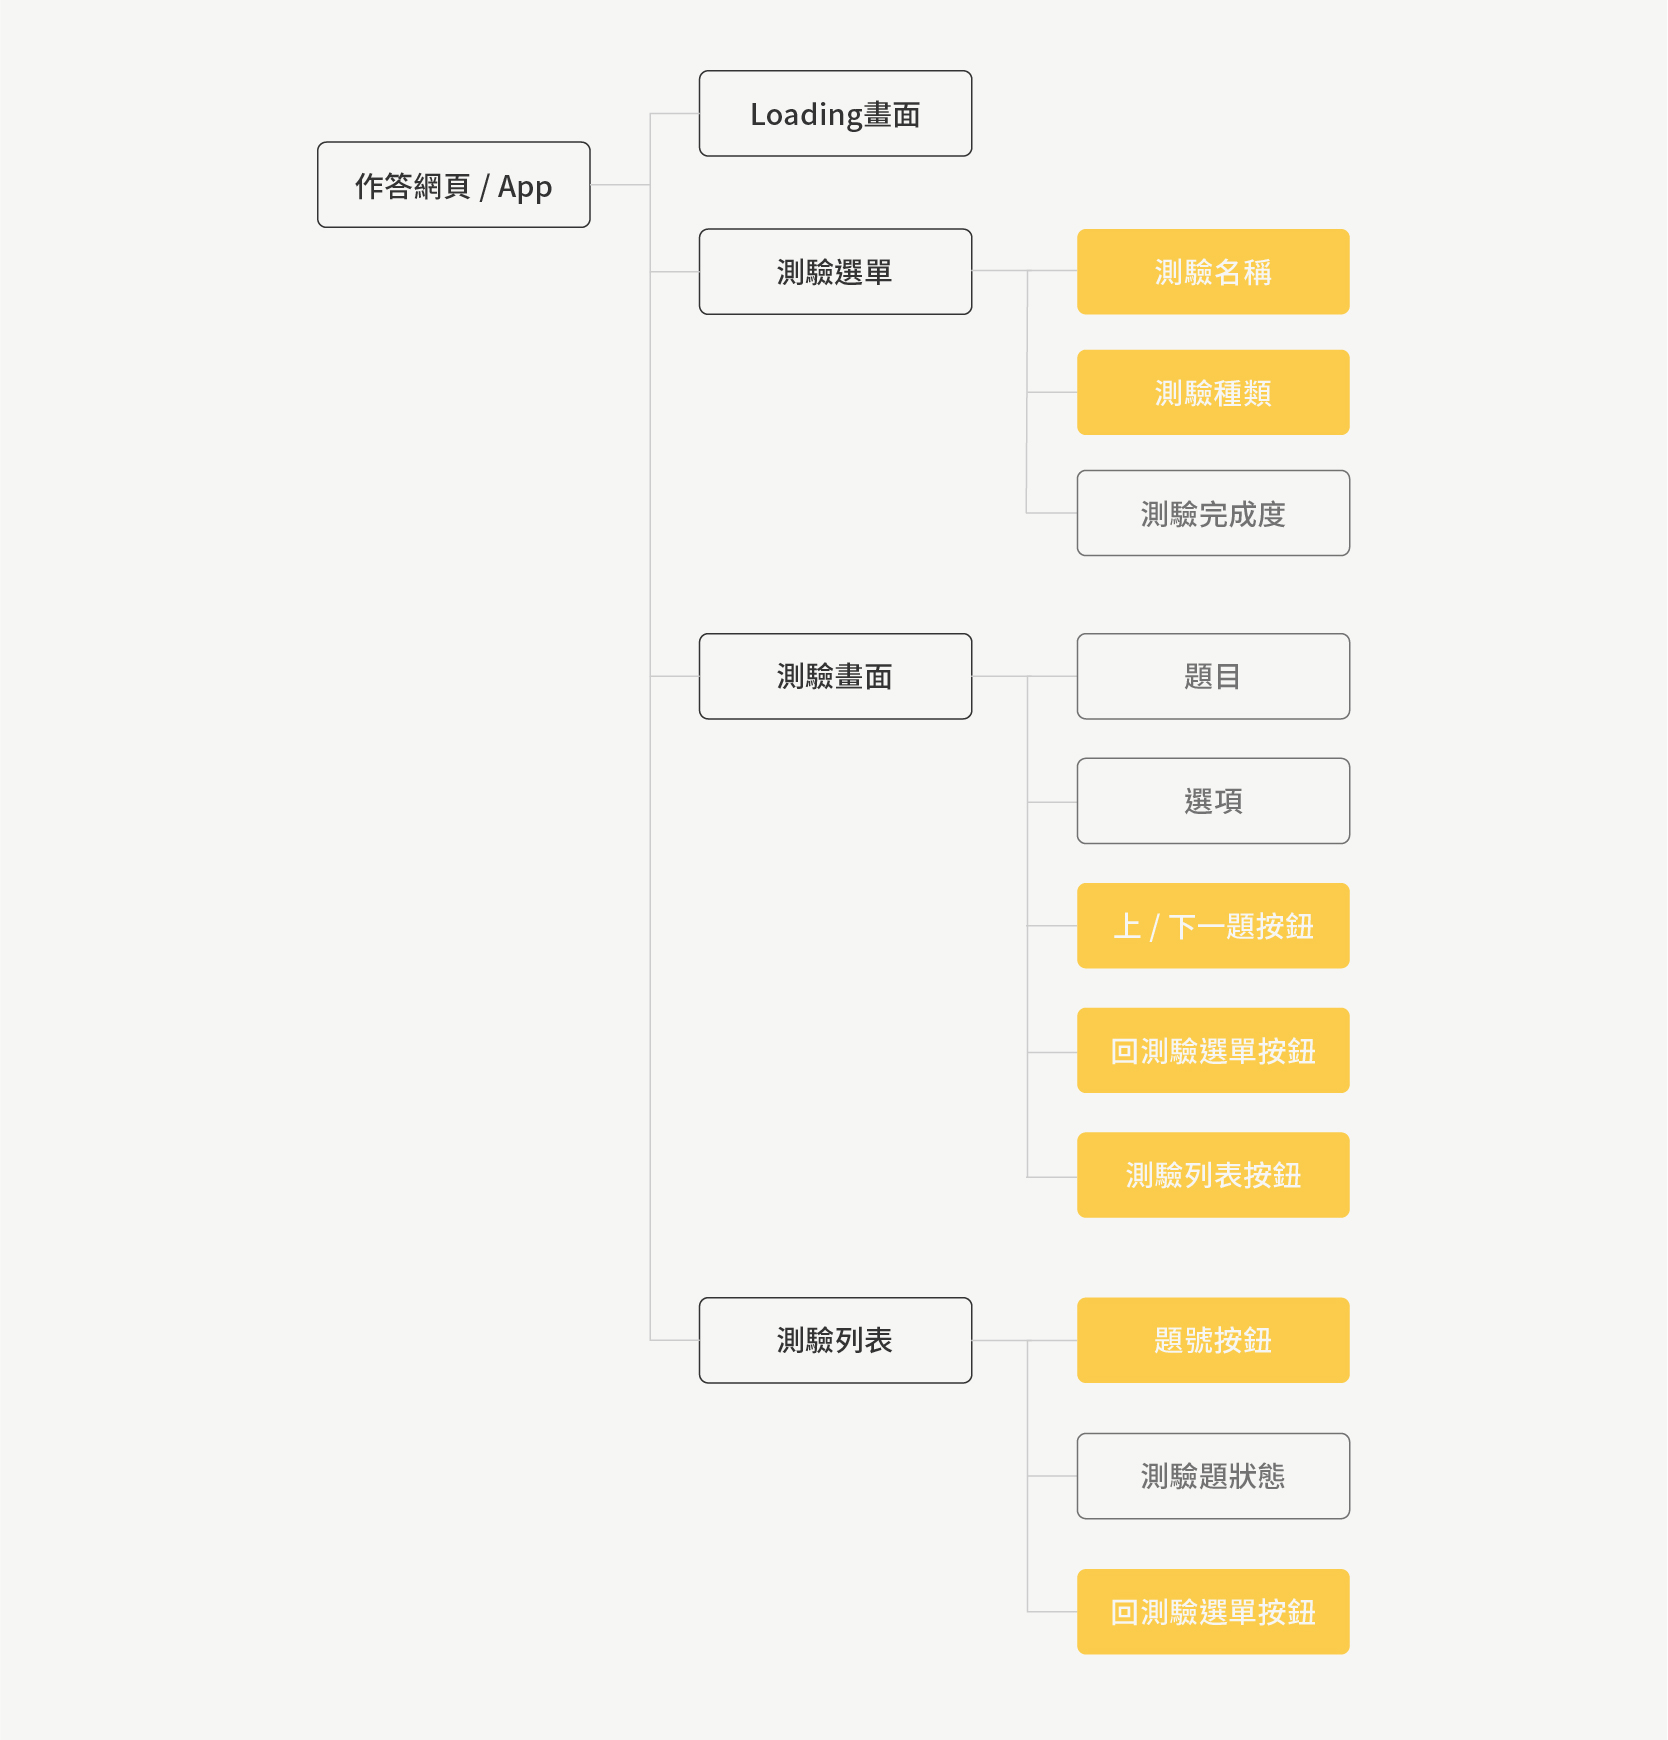 作答網頁 / App
Loading畫面
測驗選單
測驗名稱
測驗種類
測驗完成度
測驗畫面
題目
選項
上 / 下一題按鈕
回測驗選單按鈕
測驗列表按鈕
測驗列表
題號按鈕
測驗題狀態
回測驗選單按鈕